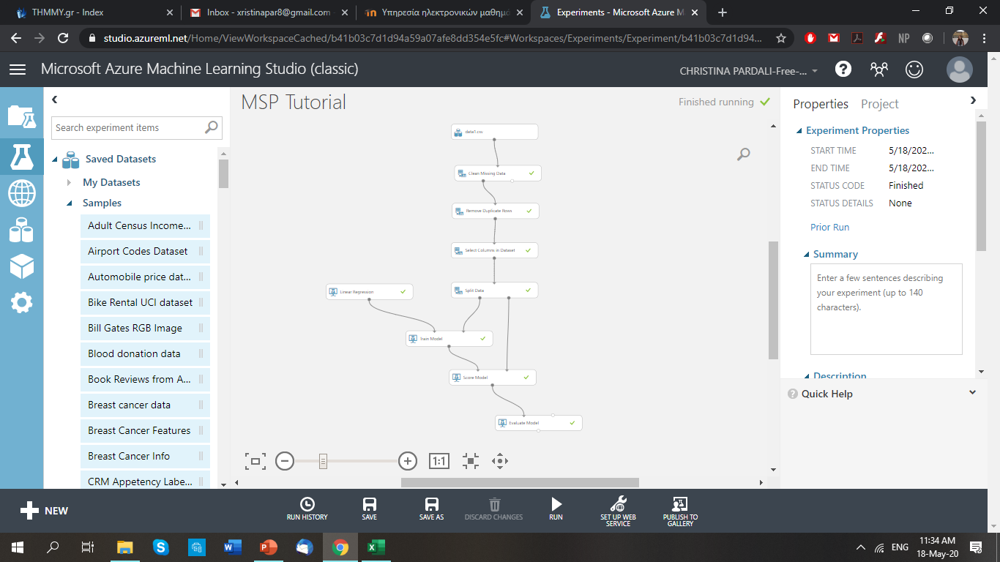 THMMY.gr - Index
Inbox - xristinapar8@gmail.com
Υπηρεσία ηλεκτρονικών μαθημά
Experiments - Microsoft Azure M
studio.azureml.net/Home/ViewWorkspaceCached/b41b03c7d1d94a59a07afe8dd354e5fc#Workspaces/Experiments/Experiment/b41b03c7d1d94...
NP
Microsoft Azure Machine Learning Studio (classic)
CHRISTINA PARDALI-Free-...
Search experiment items
Saved Datasets
My Datasets
Samples
Adult Census Income...
Airport Codes Dataset
Automobile price dat...
Bike Rental UCI dataset
Bill Gates RGB Image
Blood donation data
Book Reviews from A...
Breast cancer data
Breast Cancer Features
Breast Cancer Info
CRM Appetency Labe...
MSP Tutorial
Finished running
data1.csv
Clean Missing Data
Remove Duplicate Rows
Select Columns in Dataset
Linear Regression
Split Data
Train Model
Score Model
Evaluate Model
1:1
Properties
Project
Experiment Properties
START TIME 5/18/202...
END TIME 5/18/202...
STATUS CODE Finished
STATUS DETAILS None
Prior Run
Summary
Enter a few sentences describing
your experiment (up to 140
characters).
Description
Quick Help
NEW
RUN HISTORY
SAVE
SAVE AS
DISCARD CHANGES
RUN
SET UP WEB
SERVICE
PUBLISH TO
GALLERY
ENG
11:34 AM
18-May-20